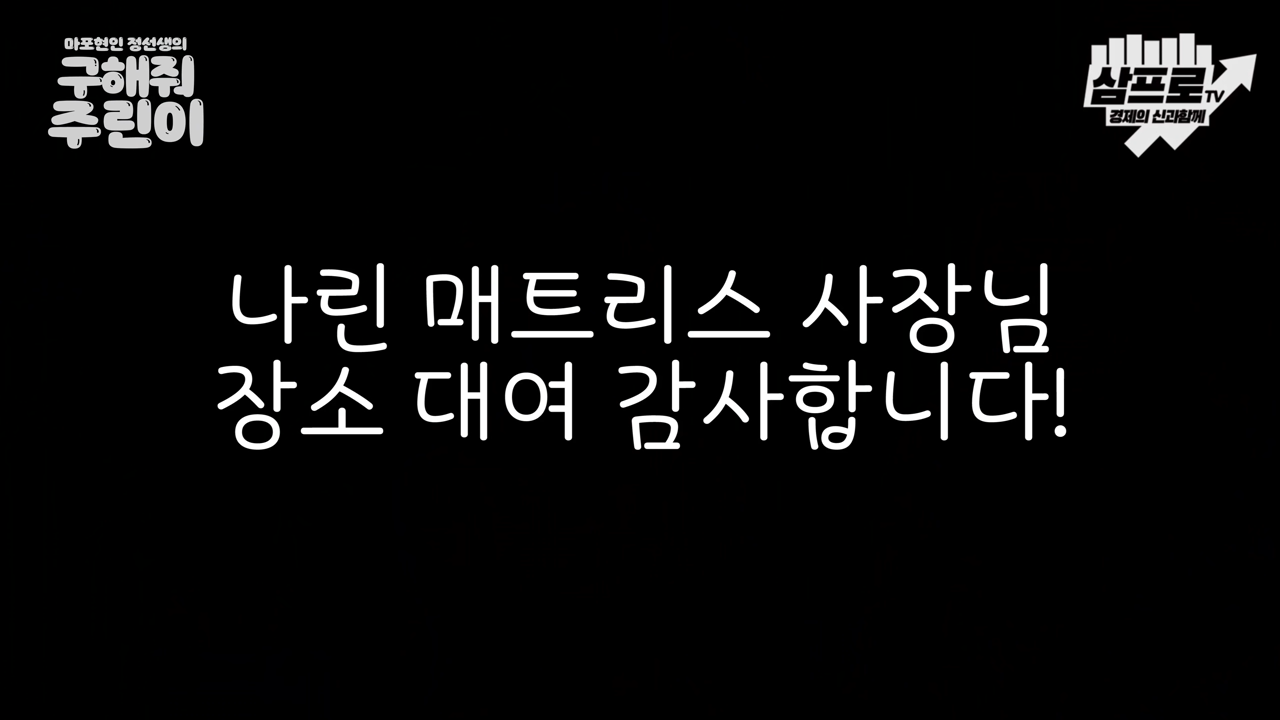 마포현인 정선생의
구해줘
주린이
삼프로TV
경제의 신과함께
나린 매트리스 사장님
장소 대여 감사합니다!